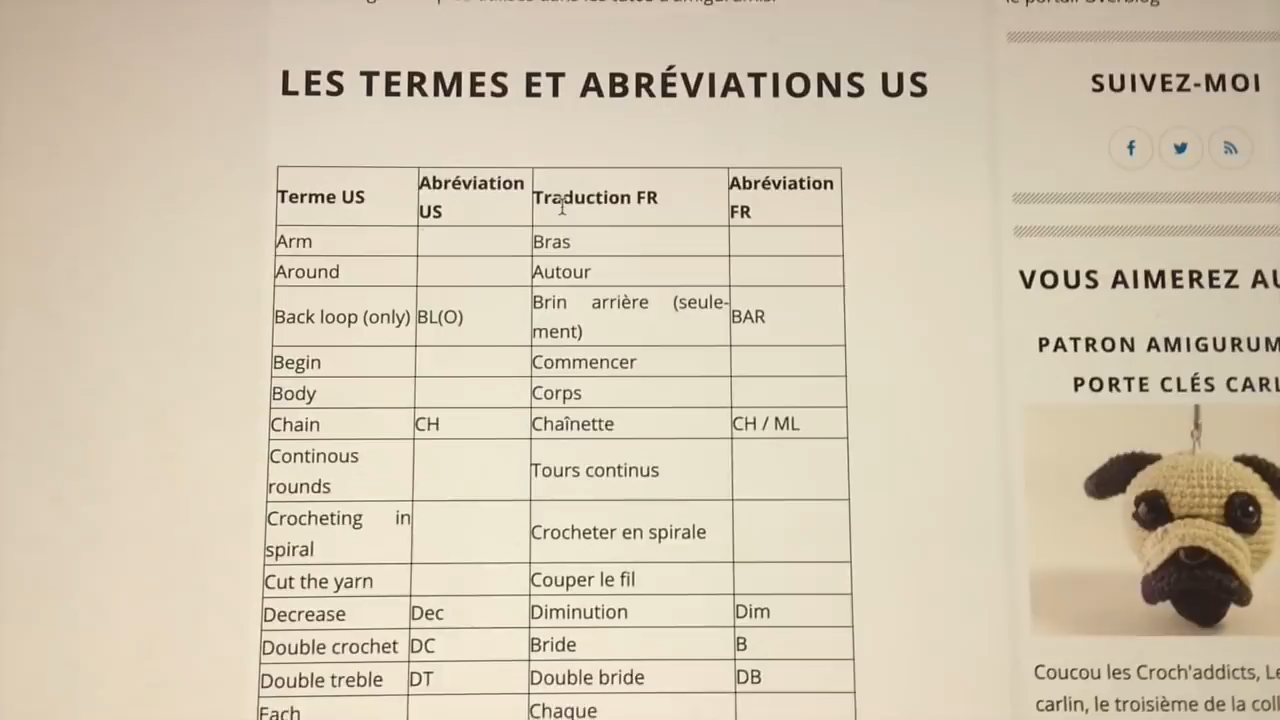 LES TERMES ET ABRÉVIATIONS US
Terme US
Abréviation
US
Traduction FR
Abréviation
FR
Arm
Bras
Around
Autour
Back loop (only)
BL(O)
Brin arrière (seule-
ment)
BAR
Begin
Commencer
Body
Corps
Chain
CH
Chaînette
CH / ML
Continous
rounds
Tours continus
Crocheting in
spiral
Crocheter en spirale
Cut the yarn
Couper le fil
Decrease
Dec
Diminution
Dim
Double crochet
DC
Bride
B
Double treble
DT
Double bride
DB
Each
Chaque
SUIVEZ-MOI
VOUS AIMEREZ AU
PATRON AMIGURUM
PORTE CLÉS CARL
Coucou les Croch'addicts, Le
carlin, le troisième de la coll